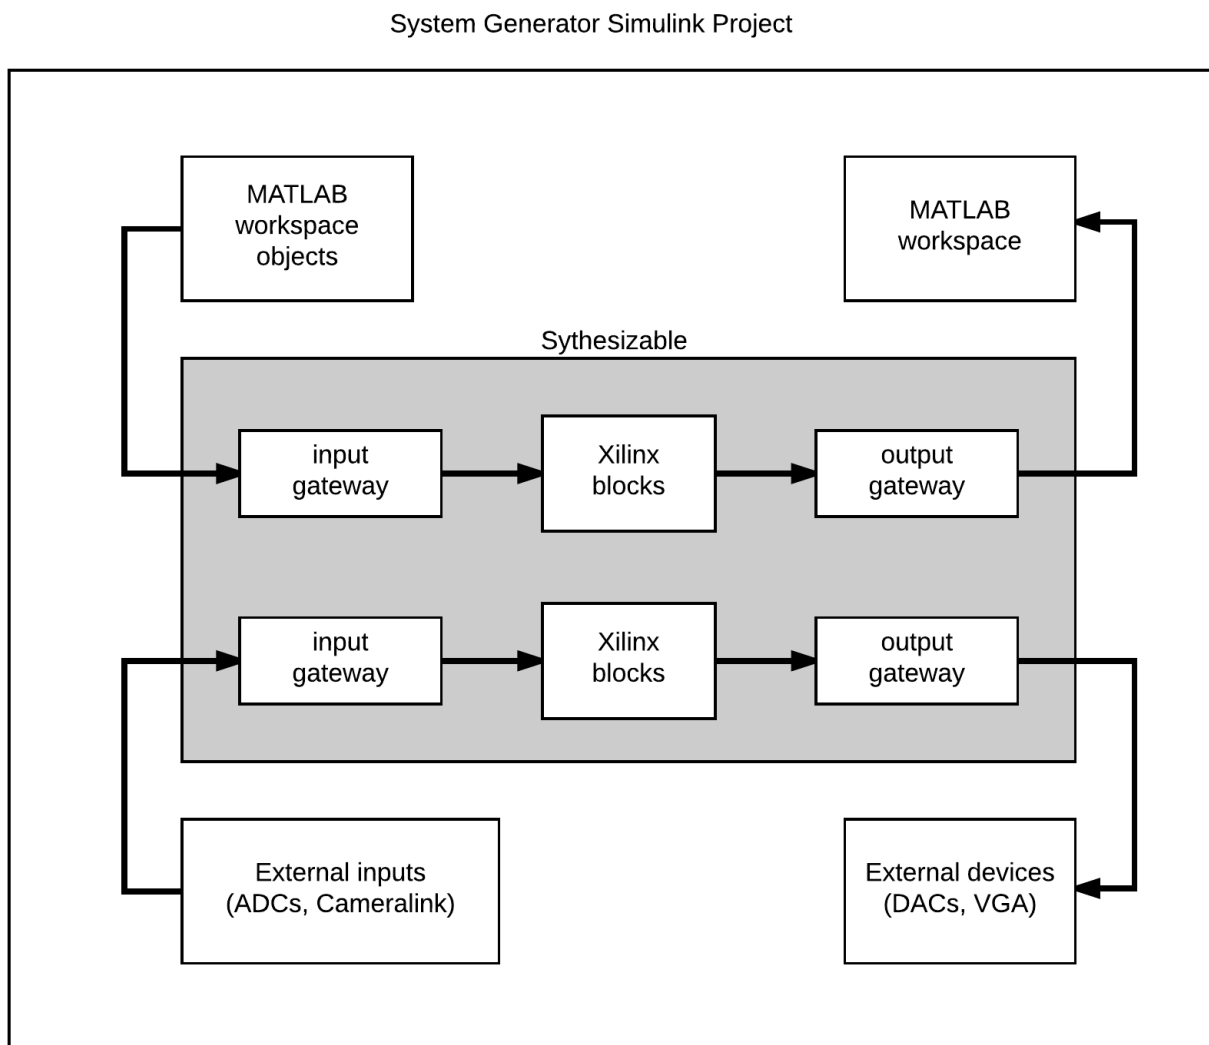 System Generator Simulink Project
MATLAB
workspace
objects
MATLAB
workspace
Sythesizable
input
gateway
Xilinx
blocks
output
gateway
input
gateway
Xilinx
blocks
output
gateway
External inputs
(ADCs, Cameralink)
External devices
(DACs, VGA)